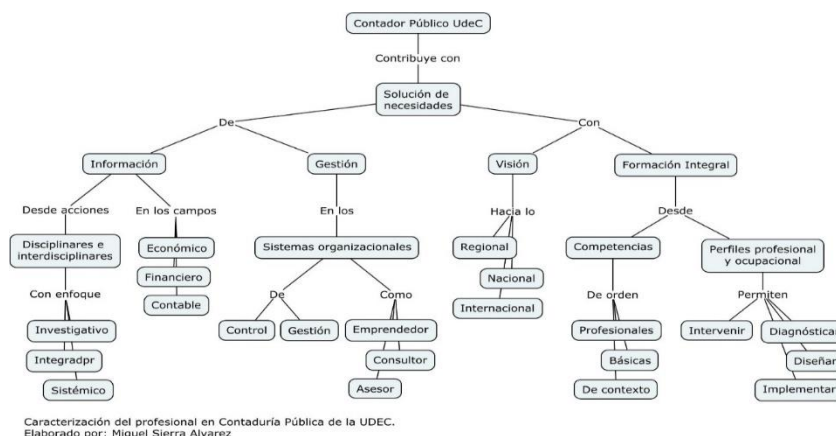 Contador Público UdeC
Contribuye con
Solución de
necesidades
De
Con
Información
Gestión
Visión
Formación Integral
Desde acciones
En los campos
En los
Hacia lo
Desde
Disciplinares e
interdisciplinares
Económico
Financiero
Contable
Sistemas organizacionales
Regional
Nacional
Internacional
Competencias
Perfiles profesional
y ocupacional
Con enfoque
De
Como
De orden
Permiten
Investigativo
Integradpr
Sistémico
Control
Gestión
Emprendedor
Consultor
Asesor
Profesionales
Básicas
De contexto
Intervenir
Diagnósticar
Diseñar
Implementar
Caracterización del profesional en Contaduría Pública de la UDEC.
Elaborado por: Miguel Sierra Alvarez